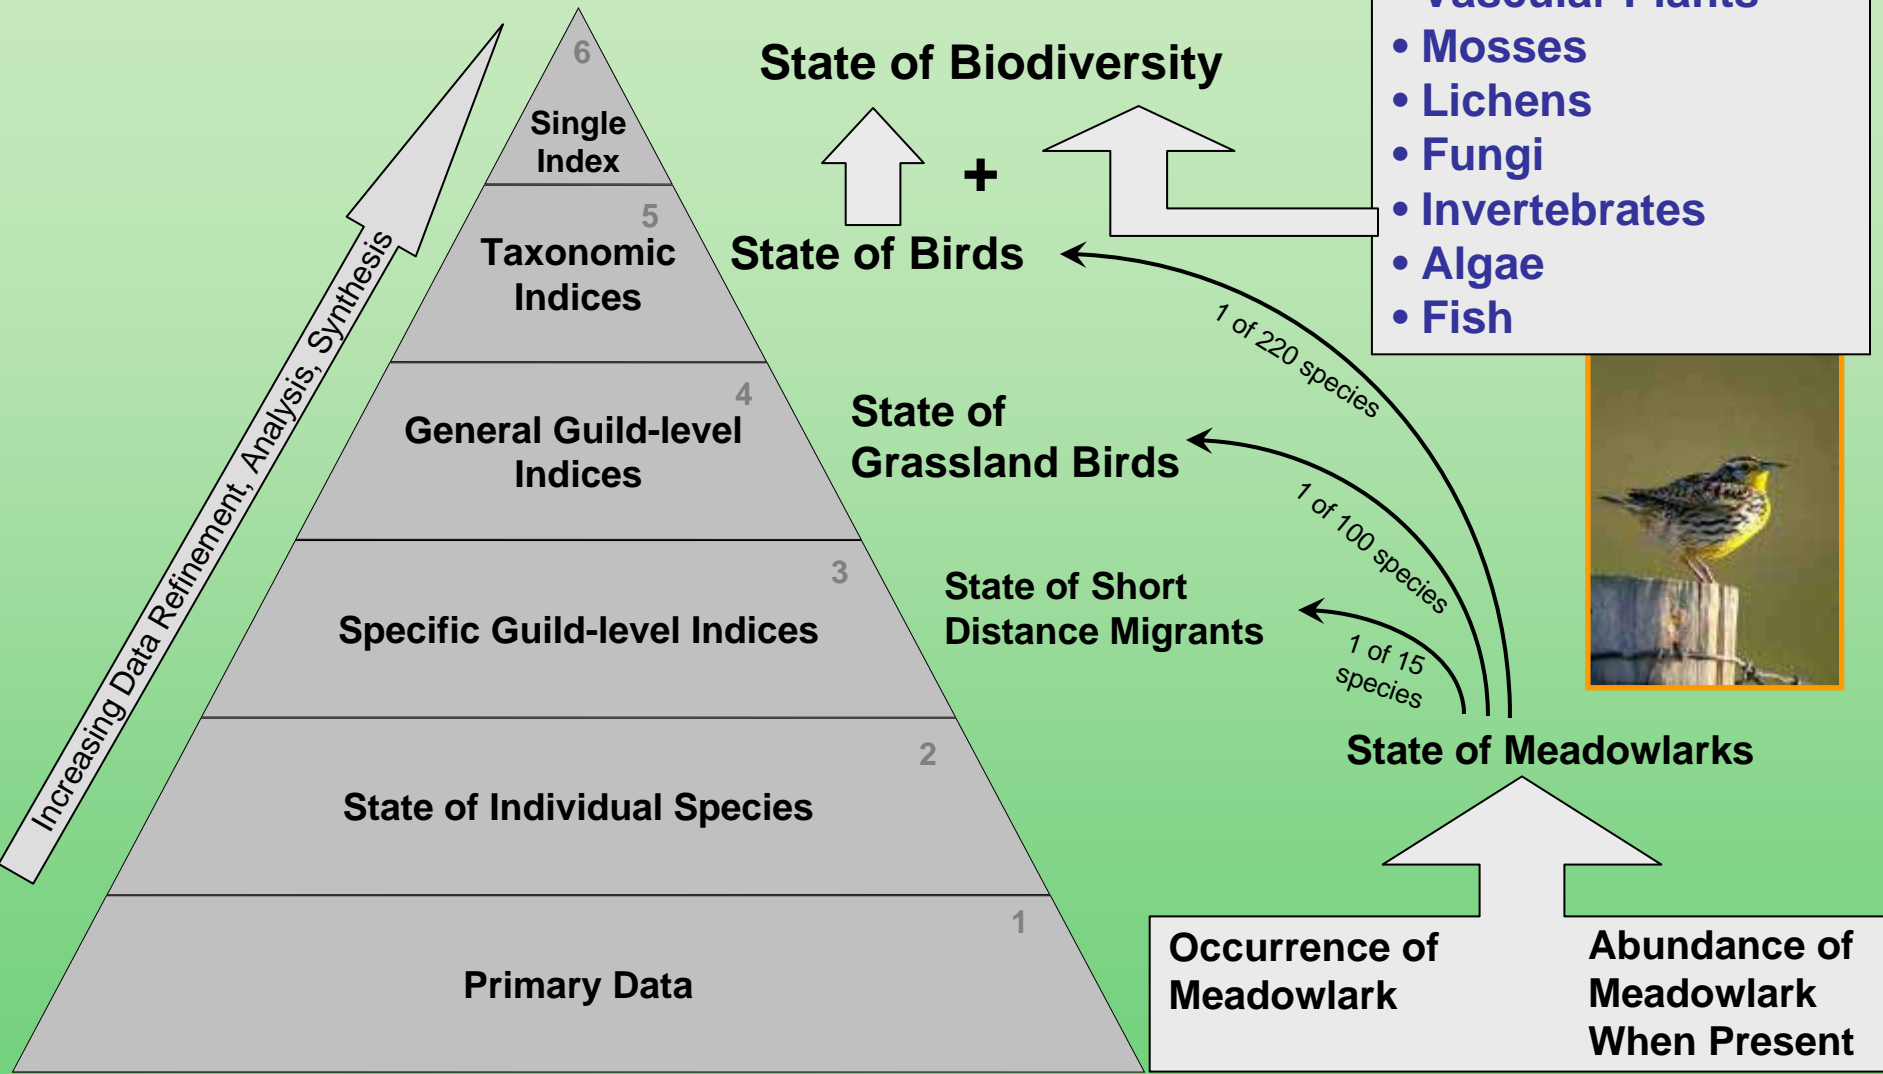 6
Single
Index
5
Taxonomic
Indices
4
General Guild-level
Indices
3
Specific Guild-level Indices
2
State of Individual Species
1
Primary Data
Increasing Data Refinement, Analysis, Synthesis
State of Biodiversity
+
State of Birds
State of
Grassland Birds
State of Short
Distance Migrants
1 of 220 species
1 of 100 species
1 of 15
species
State of Meadowlarks
Occurrence of
Meadowlark
Abundance of
Meadowlark
When Present
Vascular Plants
• Mosses
• Lichens
• Fungi
• Invertebrates
• Algae
• Fish